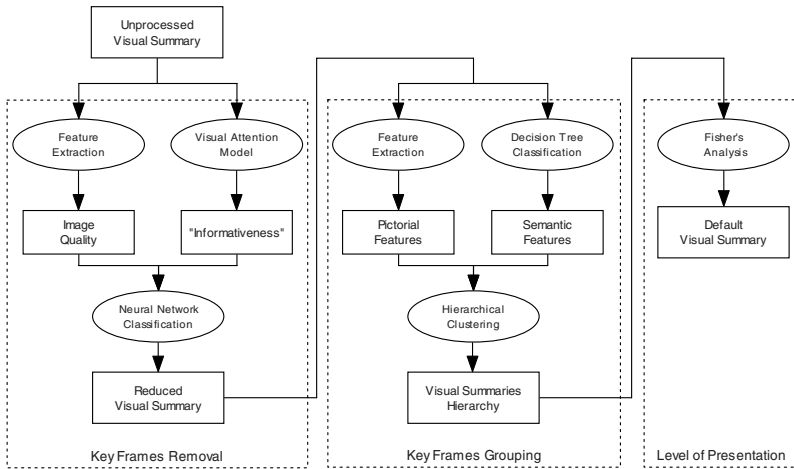 Unprocessed
Visual Summary
Feature
Extraction
Visual Attention
Model
Image
Quality
"Informativeness"
Neural Network
Classification
Reduced
Visual Summary
Key Frames Removal
Feature
Extraction
Decision Tree
Classification
Pictorial
Features
Semantic
Features
Hierarchical
Clustering
Visual Summaries
Hierarchy
Key Frames Grouping
Fisher's
Analysis
Default
Visual Summary
Level of Presentation